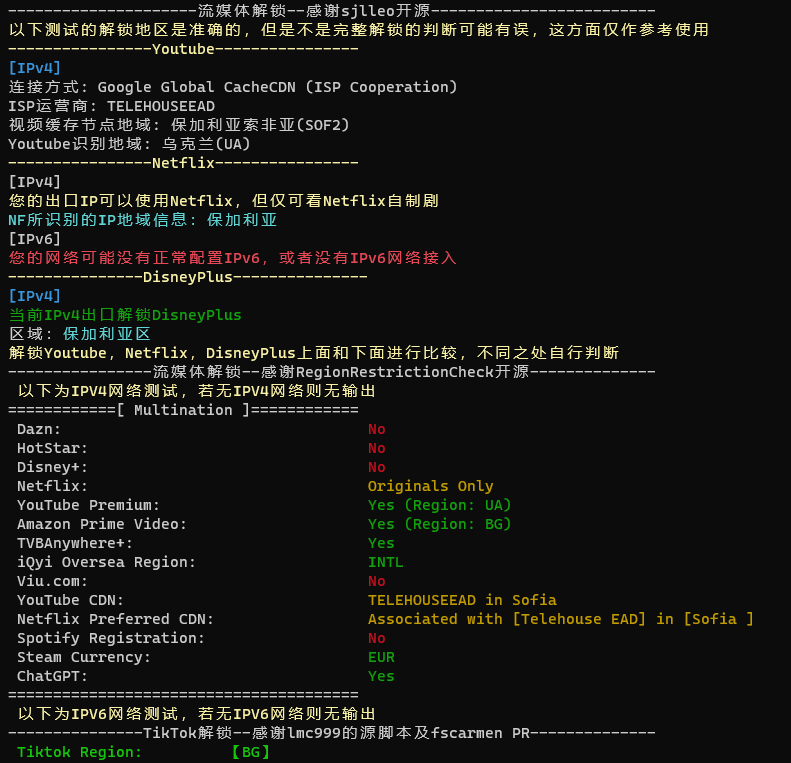 ---------------------流媒体解锁--感谢sjlleo开源-------------------------
以下测试的解锁地区是准确的，但是不是完整解锁的判断可能有误，这方面仅作参考使用
----------------Youtube----------------
[IPv4]
连接方式: Google Global CacheCDN (ISP Cooperation)
ISP运营商: TELEHOUSEEAD
视频缓存节点地域: 保加利亚索非亚(SOF2)
Youtube识别地域: 乌克兰(UA)
----------------Netflix----------------
[IPv4]
您的出口IP可以使用Netflix，但仅可看Netflix自制剧
NF所识别的IP地域信息: 保加利亚
[IPv6]
您的网络可能没有正常配置IPv6，或者没有IPv6网络接入
---------------DisneyPlus---------------
[IPv4]
当前IPv4出口解锁DisneyPlus
区域: 保加利亚区
解锁Youtube，Netflix，DisneyPlus上面和下面进行比较，不同之处自行判断
----------------流媒体解锁--感谢RegionRestrictionCheck开源--------------
以下为IPV4网络测试，若无IPV4网络则无输出
============[ Multination ]============
Dazn: No
HotStar: No
Disney+: No
Netflix: Originals Only
YouTube Premium: Yes (Region: UA)
Amazon Prime Video: Yes (Region: BG)
TVBAnywhere+: Yes
iQyi Oversea Region: INTL
Viu.com: No
YouTube CDN: TELEHOUSEEAD in Sofia
Netflix Preferred CDN: Associated with [Telehouse EAD] in [Sofia ]
Spotify Registration: No
Steam Currency: EUR
ChatGPT: Yes
=======================================
以下为IPV6网络测试，若无IPV6网络则无输出
---------------TikTok解锁--感谢lmc999的源脚本及fscarmen PR--------------
Tiktok Region: 【BG】